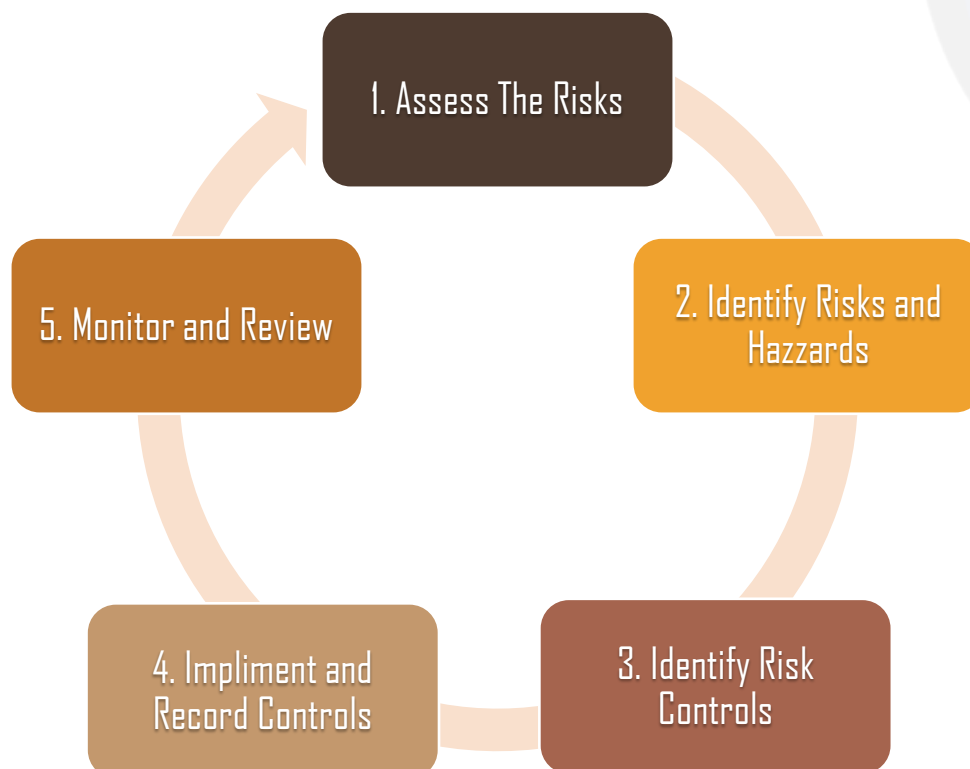 1. Assess The Risks
2. Identify Risks and
Hazzards
3. Identify Risk
Controls
4. Impliment and
Record Controls
5. Monitor and Review